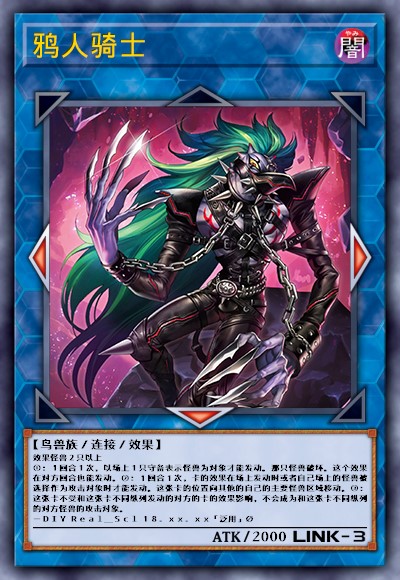 鸦人骑士
やみ
闇
【鸟兽族/连接/效果】
效果怪兽2只以上
①：1回合1次，以场上1只守备表示怪兽为对象才能发动。那只怪兽破坏。这个效果
在对方回合也能发动。②：1回合1次，卡的效果在场上发动时或者自己场上的怪兽被
选择作为攻击对象时才能发动。这张卡的位置向其他的自己的主要怪兽区域移动。③：
这张卡不受和这张卡不同纵列发动的对方的卡的效果影响，不会成为和这张卡不同纵列
的对方怪兽的攻击对象。
－DIYReal__Scl 18. xx. xx「泛用」∅
ATK/2000 LINK-3